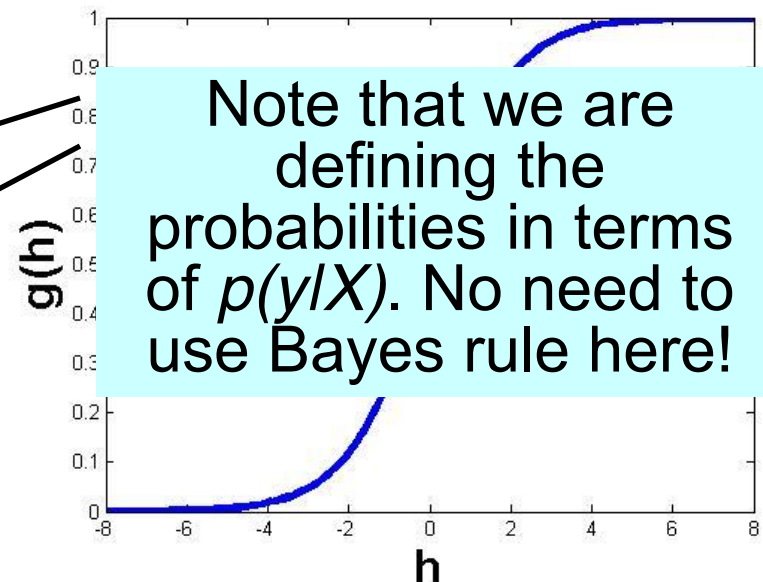 1
0.9
0.8
0.7
0.6
0.5
0.4
0.3
0.2
0.1
0
g(h)
Note that we are
defining the
probabilities in terms
of p(y|X). No need to
use Bayes rule here!
-8 -6 -4 -2 0 2 4 6 8
h